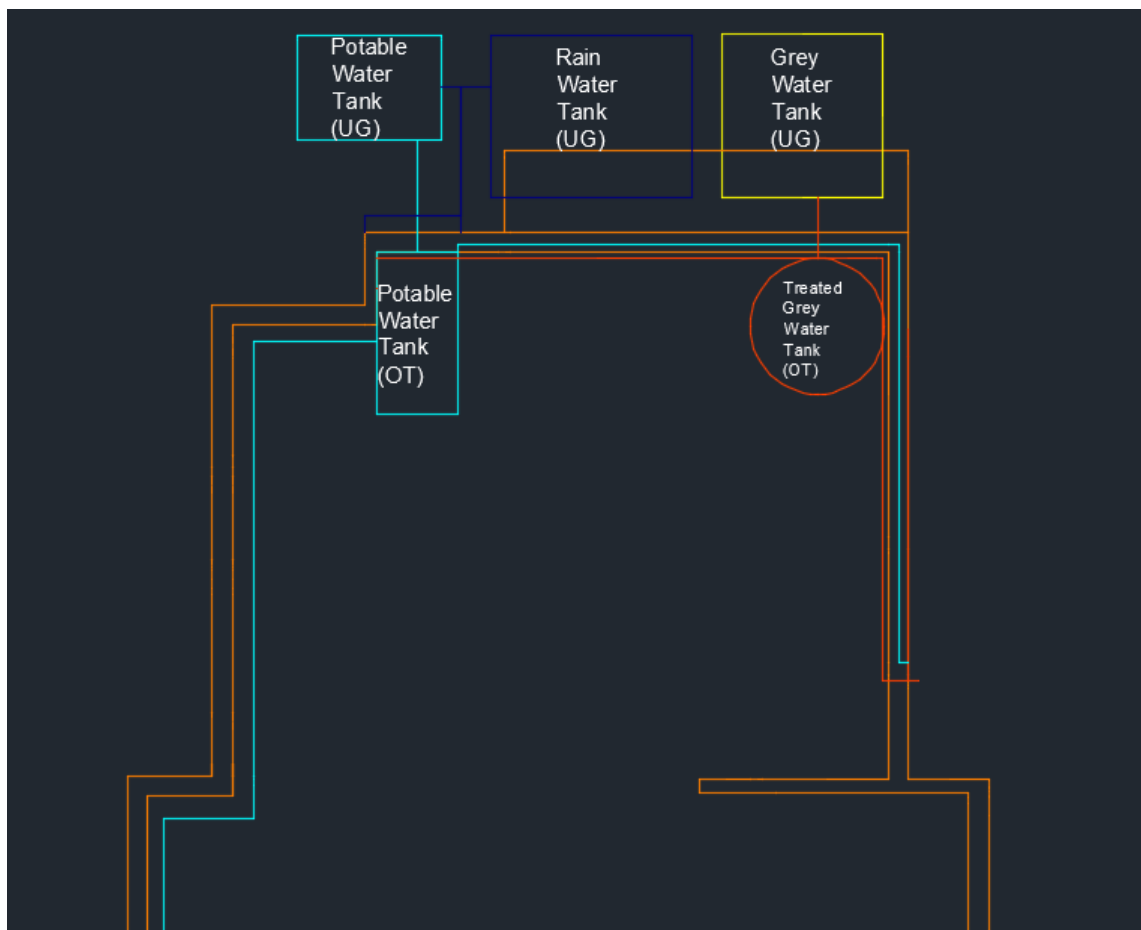 Potable
Water
Tank
(UG)
Rain
Water
Tank
(UG)
Grey
Water
Tank
(UG)
Potable
Water
Tank
(OT)
Treated
Grey
Water
Tank
(OT)